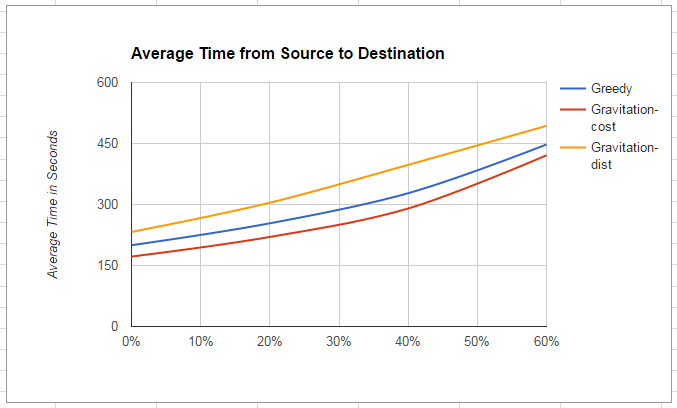 Average Time from Source to Destination
600
450
300
150
0
Average Time in Seconds
0%
10%
20%
30%
40%
50%
60%
Greedy
Gravitation-
cost
Gravitation-
dist